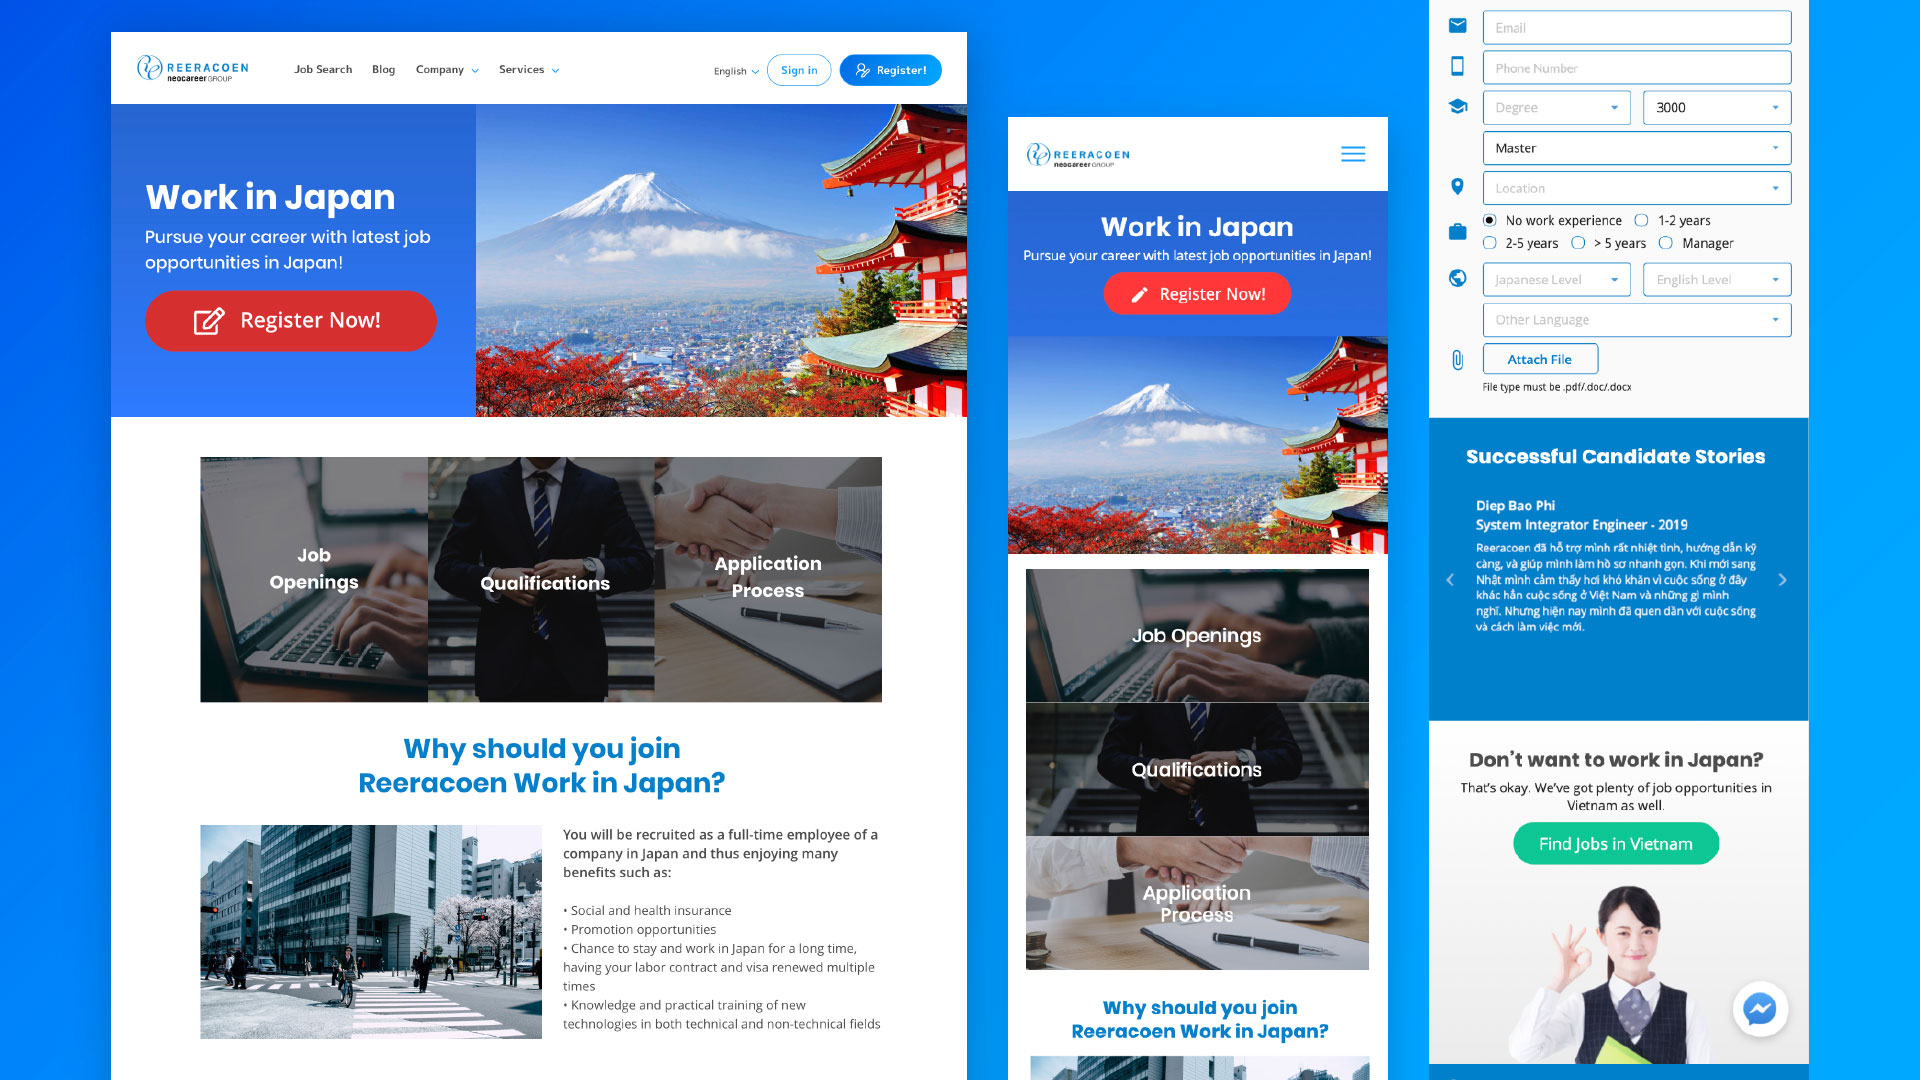 REERACOEN
neocareer GROUP
Job Search
Blog
Company
Services
English
Sign in
Register!
Work in Japan
Pursue your career with latest job
opportunities in Japan!
Register Now!
Job
Openings
Qualifications
Application
Process
Why should you join
Reeracoen Work in Japan?
You will be recruited as a full-time employee of a
company in Japan and thus enjoying many
benefits such as:
• Social and health insurance
• Promotion opportunities
• Chance to stay and work in Japan for a long time,
having your labor contract and visa renewed multiple
times
• Knowledge and practical training of new
technologies in both technical and non-technical fields
REERACOEN
neocareer GROUP
Work in Japan
Pursue your career with latest job opportunities in Japan!
Register Now!
Job Openings
Qualifications
Application
Process
Why should you join
Reeracoen Work in Japan?
Email
Phone Number
Degree
3000
Master
Location
No work experience
1-2 years
2-5 years
> 5 years
Manager
Japanese Level
English Level
Other Language
Attach File
File type must be .pdf/.doc/.docx
Successful Candidate Stories
Diep Bao Phi
System Integrator Engineer - 2019
Reeracoen đã hỗ trợ mình rất nhiệt tình, hướng dẫn kỹ
càng, và giúp mình làm hồ sơ nhanh gọn. Khi mới sang
Nhật mình cảm thấy hơi khó khăn vì cuộc sống ở đây
khác hẳn cuộc sống ở Việt Nam và những gì mình
nghĩ. Nhưng hiện nay mình đã quen dần với cuộc sống
và cách làm việc mới.
Don't want to work in Japan?
That's okay. We've got plenty of job opportunities in
Vietnam as well.
Find Jobs in Vietnam